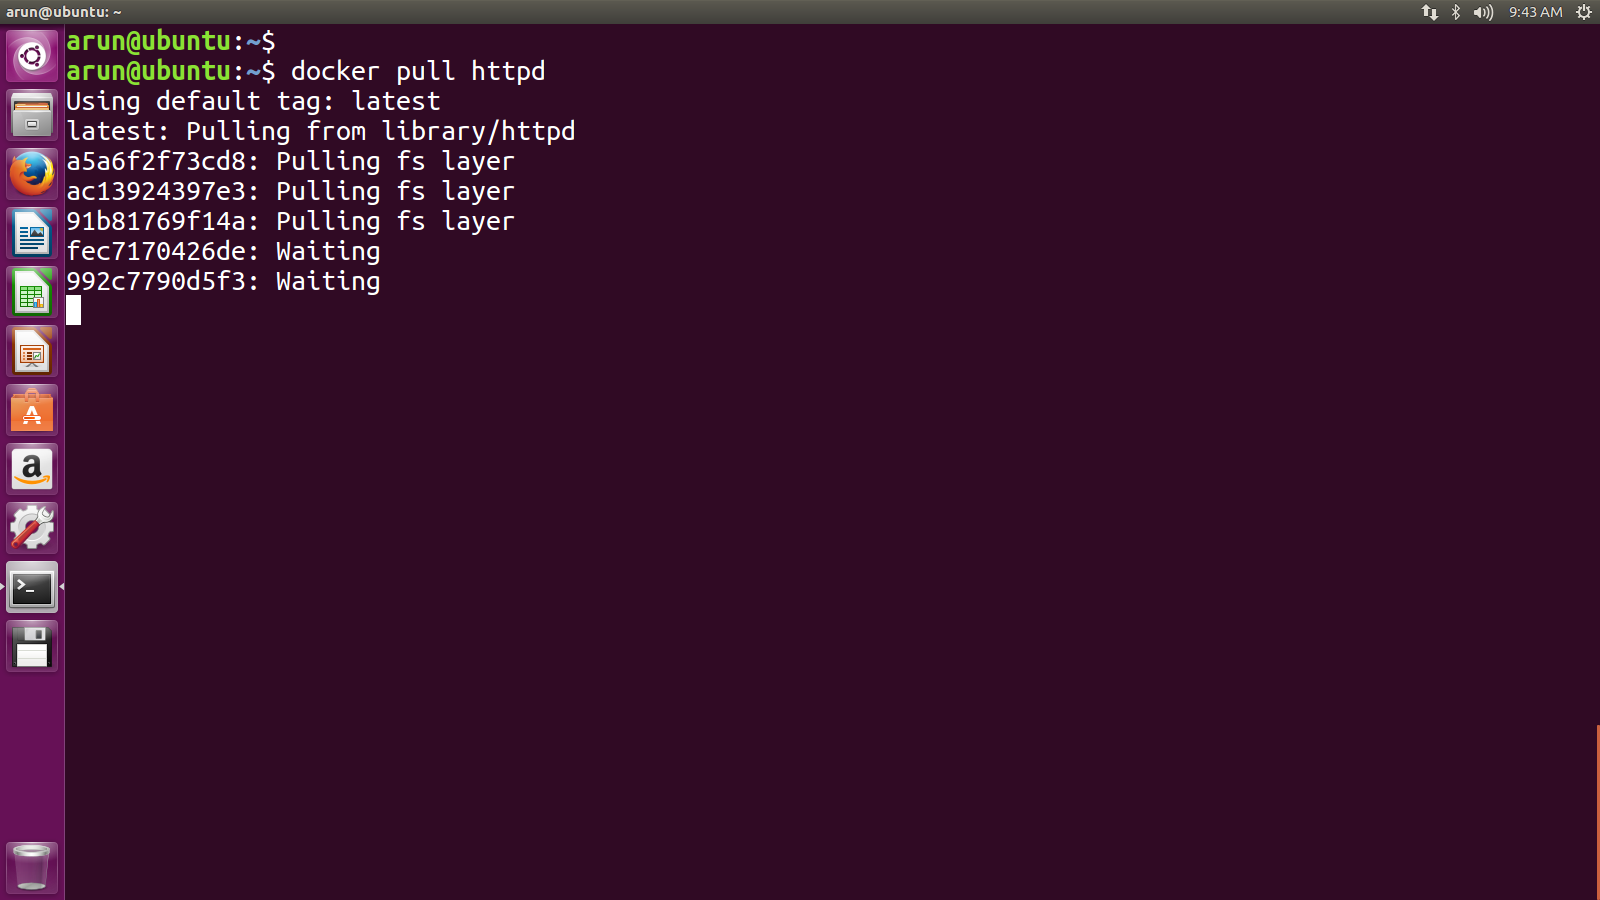 arun@ubuntu: ~
9:43 AM
arun@ubuntu:~$
arun@ubuntu:~$ docker pull httpd
Using default tag: latest
latest: Pulling from library/httpd
a5a6f2f73cd8: Pulling fs layer
ac13924397e3: Pulling fs layer
91b81769f14a: Pulling fs layer
fec7170426de: Waiting
992c7790d5f3: Waiting